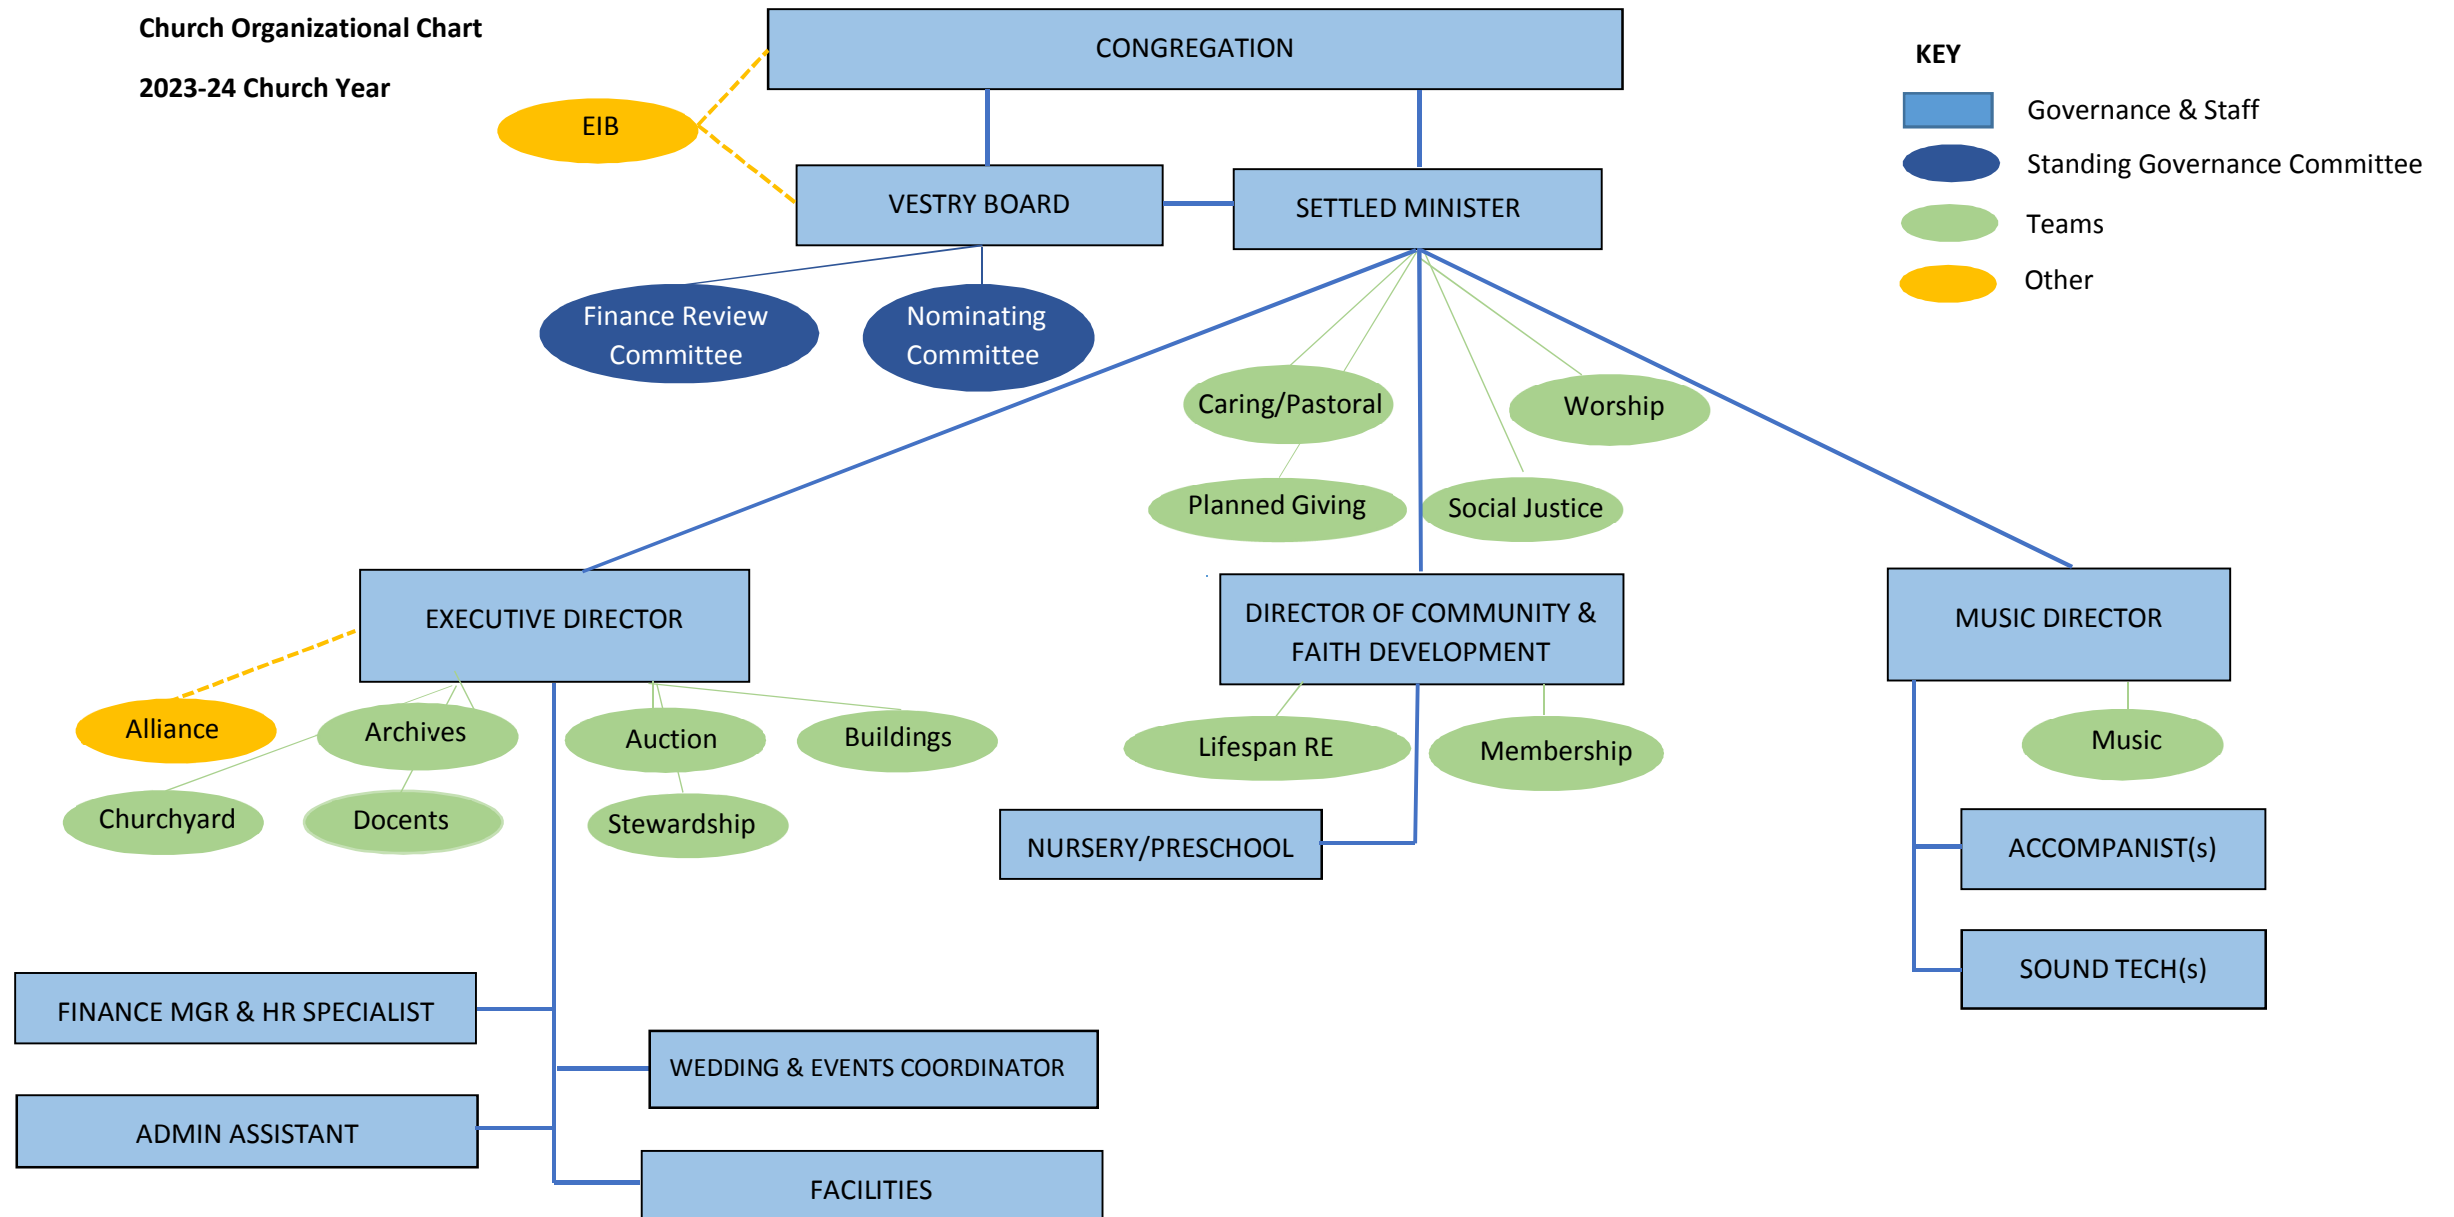 Church Organizational Chart
2023-24 Church Year
CONGREGATION
KEY
Governance & Staff
Standing Governance Committee
Teams
Other
EIB
VESTRY BOARD
SETTLED MINISTER
Finance Review
Committee
Nominating
Committee
Caring/Pastoral
Worship
Planned Giving
Social Justice
EXECUTIVE DIRECTOR
DIRECTOR OF COMMUNITY &
FAITH DEVELOPMENT
MUSIC DIRECTOR
Alliance
Archives
Auction
Buildings
Lifespan RE
Membership
Music
Churchyard
Docents
Stewardship
NURSERY/PRESCHOOL
ACCOMPANIST(s)
SOUND TECH(s)
FINANCE MGR & HR SPECIALIST
WEDDING & EVENTS COORDINATOR
ADMIN ASSISTANT
FACILITIES